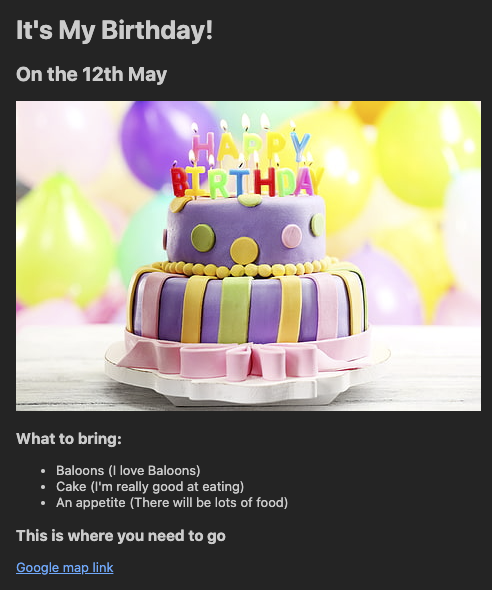 It's My Birthday!
On the 12th May
HAPPY
BIRTHDAY
What to bring:
Baloons (I love Baloons)
Cake (I'm really good at eating)
An appetite (There will be lots of food)
This is where you need to go
Google map link